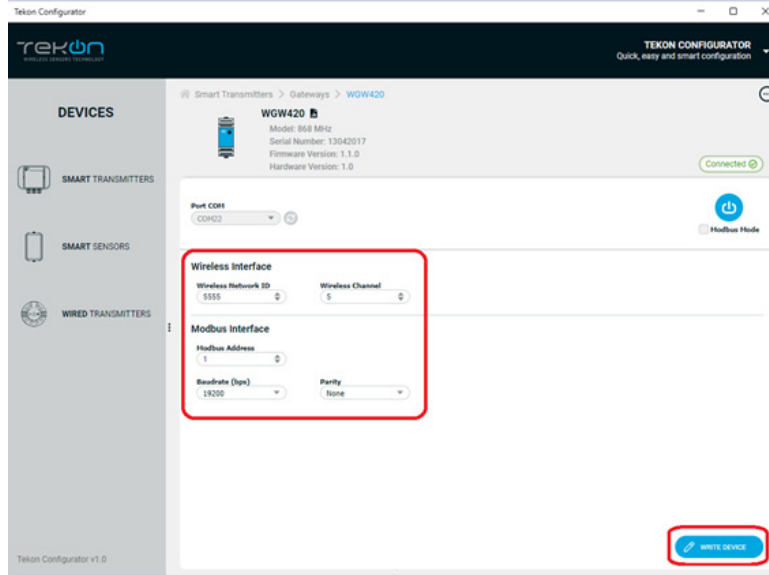 Tekon Configurator
TEKON
WIRELESS SENSORS TECHNOLOGY
TEKON CONFIGURATOR
Quick, easy and smart configuration
DEVICES
SMART TRANSMITTERS
SMART SENSORS
WIRED TRANSMITTERS
Tekon Configurator v1.0
Smart Transmitters > Gateways > WGW420
WGW420
Model: 868 MHz
Serial Number: 13042017
Firmware Version: 1.1.0
Hardware Version: 1.0
Connected
Port COM
COM22
Modbus Mode
Wireless Interface
Wireless Network ID Wireless Channel
5555 5
Modbus Interface
Modbus Address
1
Baudrate (bps) Parity
19200 None
WRITE DEVICE